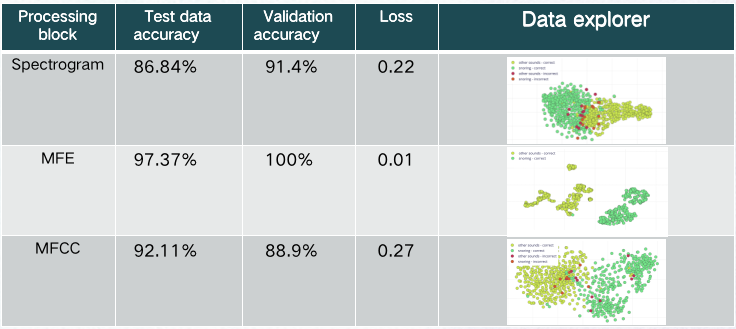 Processing block
Test data accuracy
Validation accuracy
Loss
Data explorer
Spectrogram
86.84%
91.4%
0.22
other sounds - correct
snoring - correct
other sounds - incorrect
snoring - incorrect
MFE
97.37%
100%
0.01
other sounds - correct
snoring - correct
MFCC
92.11%
88.9%
0.27
other sounds - correct
snoring - correct
other sounds - incorrect
snoring - incorrect